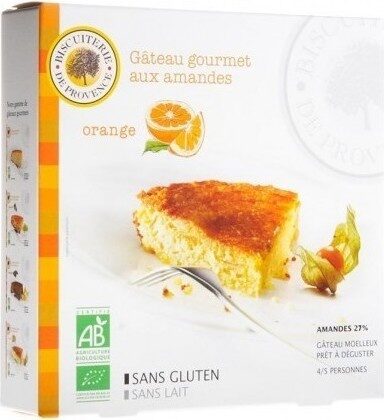 BISCUITERIE
DE PROVENCE
Gâteau gourmet
aux amandes
orange
AMANDES 27%
GÂTEAU MOELLEUX
PRÊT À DÉGUSTER
4/5 PERSONNES
CERTIFIÉ
AB
AGRICULTURE
BIOLOGIQUE
SANS GLUTEN
SANS LAIT